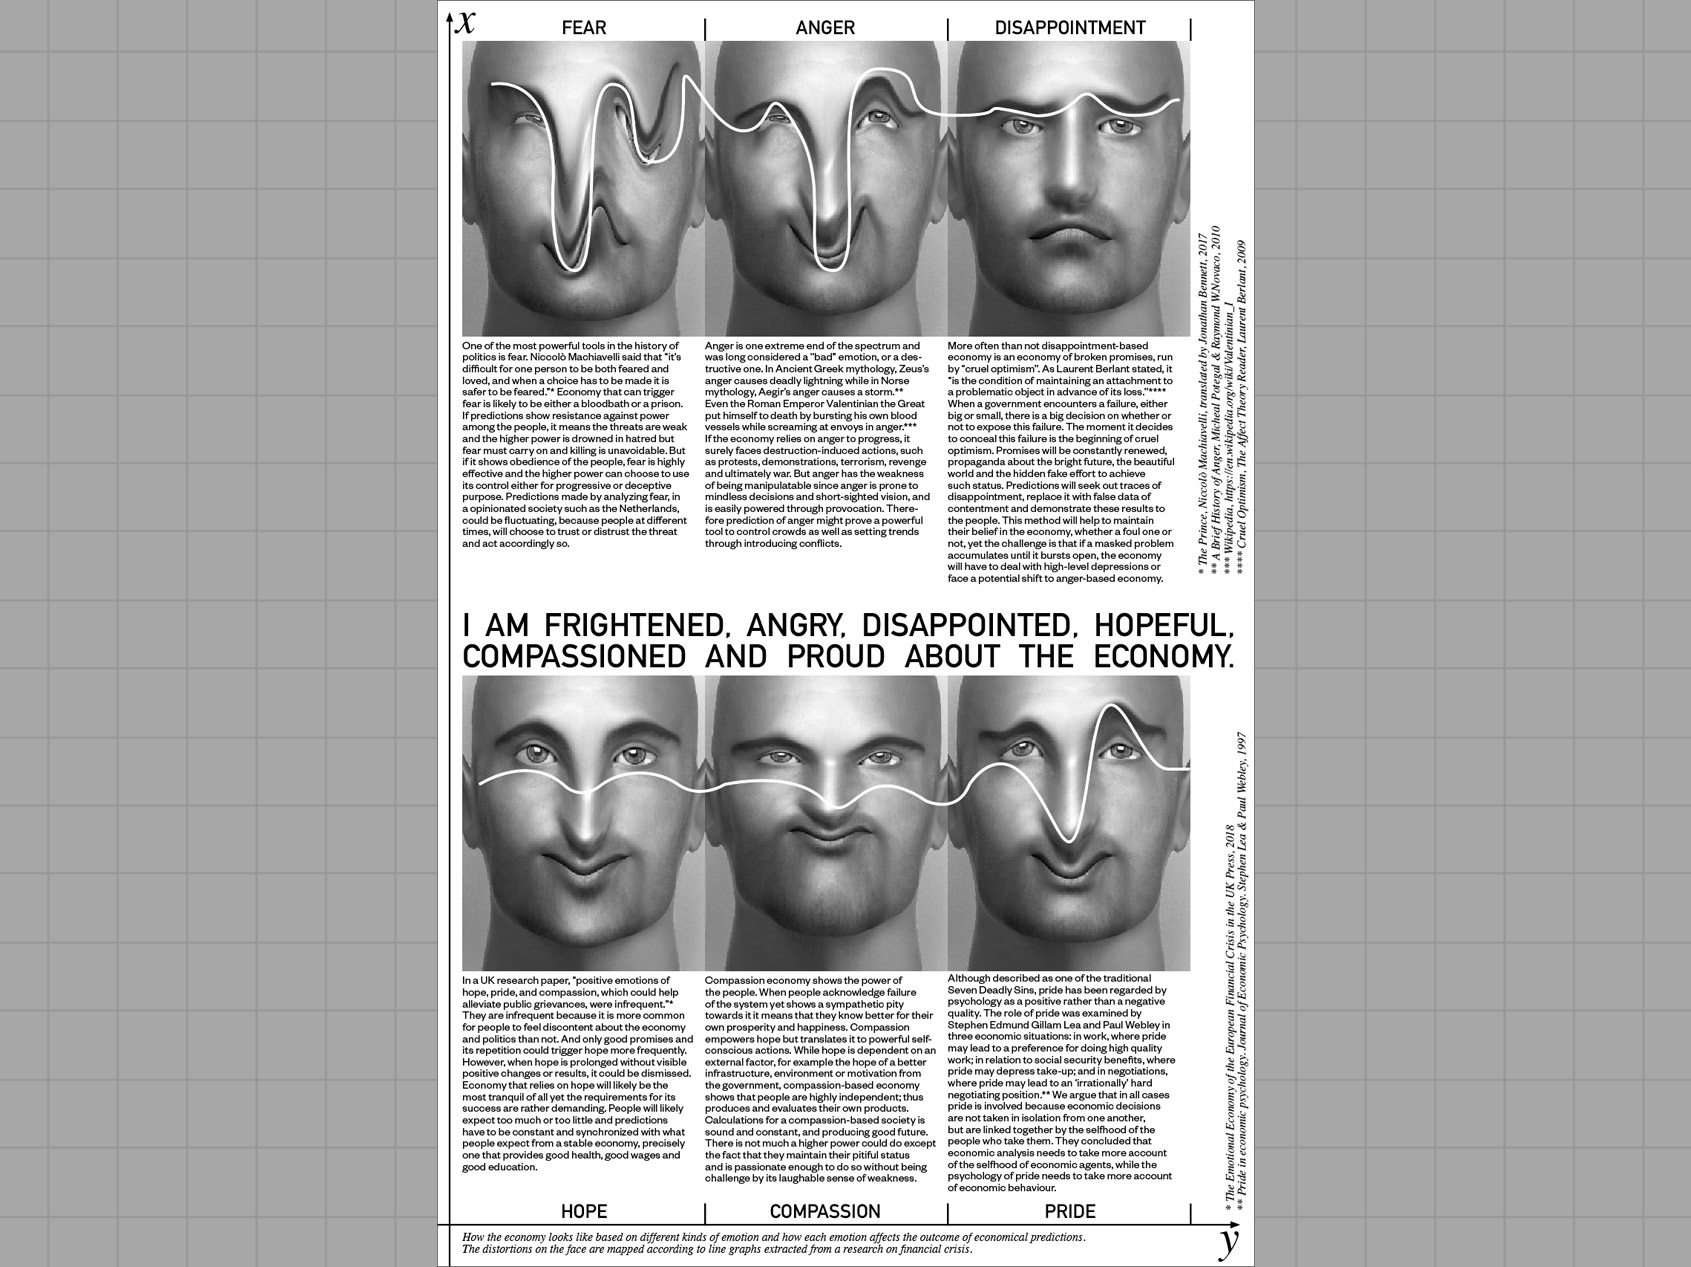 x
FEAR
ANGER
DISAPPOINTMENT
One of the most powerful tools in the history of
politics is fear. Niccolò Machiavelli said that “it’s
difficult for one person to be both feared and
loved, and when a choice has to be made it is
safer to be feared.”* Economy that can trigger
fear is likely to be either a bloodbath or a prison.
If predictions show resistance against power
among the people, it means the threats are weak
and the higher power is drowned in hatred but
fear must carry on and killing is unavoidable. But
if it shows obedience of the people, fear is highly
effective and the higher power can choose to use
its control either for progressive or deceptive
purpose. Predictions made by analyzing fear, in
a opinionated society such as the Netherlands,
could be fluctuating, because people at different
times, will choose to trust or distrust the threat
and act accordingly so.
Anger is one extreme end of the spectrum and
was long considered a “bad” emotion, or a des-
tructive one. In Ancient Greek mythology, Zeus’s
anger causes deadly lightning while in Norse
mythology, Aegir’s anger causes a storm.**
Even the Roman Emperor Valentinian the Great
put himself to death by bursting his own blood
vessels while screaming at envoys in anger.***
If the economy relies on anger to progress, it
surely faces destruction-induced actions, such
as protests, demonstrations, terrorism, revenge
and ultimately war. But anger has the weakness
of being manipulatable since anger is prone to
mindless decisions and short-sighted vision, and
is easily powered through provocation. There-
fore prediction of anger might prove a powerful
tool to control crowds as well as setting trends
through introducing conflicts.
More often than not disappointment-based
economy is an economy of broken promises, run
by “cruel optimism”. As Laurent Berlant stated, it
“is the condition of maintaining an attachment to
a problematic object in advance of its loss.”****
When a government encounters a failure, either
big or small, there is a big decision on whether or
not to expose this failure. The moment it decides
to conceal this failure is the beginning of cruel
optimism. Promises will be constantly renewed,
propaganda about the bright future, the beautiful
world and the hidden fake effort to achieve
such status. Predictions will seek out traces of
disappointment, replace it with false data of
contentment and demonstrate these results to
the people. This method will help to maintain
their belief in the economy, whether a foul one or
not, yet the challenge is that if a masked problem
accumulates until it bursts open, the economy
will have to deal with high-level depressions or
face a potential shift to anger-based economy.
* The Prince, Niccolò Machiavelli, translated by Jonathan Bennett, 2017
** A Brief History of Anger, Micheal Potegal & Raymond W.Novaco, 2010
*** Wikipedia, https://en.wikipedia.org/wiki/Valentinian_I
**** Cruel Optimism, The Affect Theory Reader, Laurent Berlant, 2009
I AM FRIGHTENED, ANGRY, DISAPPOINTED, HOPEFUL,
COMPASSIONED AND PROUD ABOUT THE ECONOMY.
In a UK research paper, “positive emotions of
hope, pride, and compassion, which could help
alleviate public grievances, were infrequent.”*
They are infrequent because it is more common
for people to feel discontent about the economy
and politics than not. And only good promises and
its repetition could trigger hope more frequently.
However, when hope is prolonged without visible
positive changes or results, it could be dismissed.
Economy that relies on hope will likely be the
most tranquil of all yet the requirements for its
success are rather demanding. People will likely
expect too much or too little and predictions
have to be constant and synchronized with what
people expect from a stable economy, precisely
one that provides good health, good wages and
good education.
Compassion economy shows the power of
the people. When people acknowledge failure
of the system yet shows a sympathetic pity
towards it it means that they know better for their
own prosperity and happiness. Compassion
empowers hope but translates it to powerful self-
conscious actions. While hope is dependent on an
external factor, for example the hope of a better
infrastructure, environment or motivation from
the government, compassion-based economy
shows that people are highly independent; thus
produces and evaluates their own products.
Calculations for a compassion-based society is
sound and constant, and producing good future.
There is not much a higher power could do except
the fact that they maintain their pitiful status
and is passionate enough to do so without being
challenge by its laughable sense of weakness.
Although described as one of the traditional
Seven Deadly Sins, pride has been regarded by
psychology as a positive rather than a negative
quality. The role of pride was examined by
Stephen Edmund Gillam Lea and Paul Webley in
three economic situations: in work, where pride
may lead to a preference for doing high quality
work; in relation to social security benefits, where
pride may depress take-up; and in negotiations,
where pride may lead to an ‘irrationally’ hard
negotiating position.** We argue that in all cases
pride is involved because economic decisions
are not taken in isolation from one another,
but are linked together by the selfhood of the
people who take them. They concluded that
economic analysis needs to take more account
of the selfhood of economic agents, while the
psychology of pride needs to take more account
of economic behaviour.
* The Emotional Economy of the European Financial Crisis in the UK Press, 2018
** Pride in economic psychology. Journal of Economic Psychology. Stephen Lea & Paul Webley, 1997
HOPE
COMPASSION
PRIDE
y
How the economy looks like based on different kinds of emotion and how each emotion affects the outcome of economical predictions.
The distortions on the face are mapped according to line graphs extracted from a research on financial crisis.